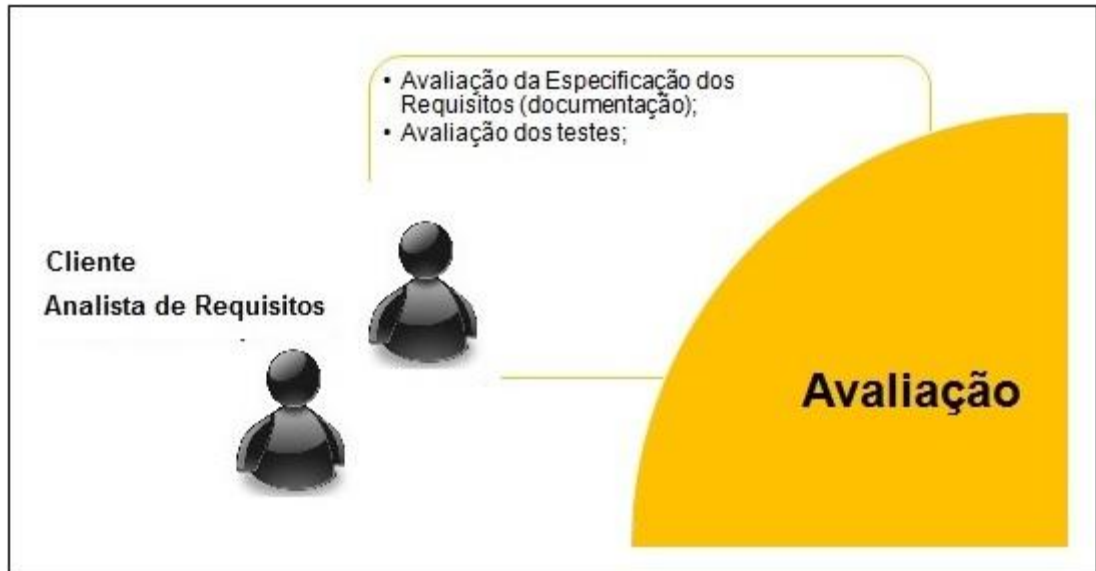 • Avaliação da Especificação dos
Requisitos (documentação);
• Avaliação dos testes;
Cliente
Analista de Requisitos
Avaliação